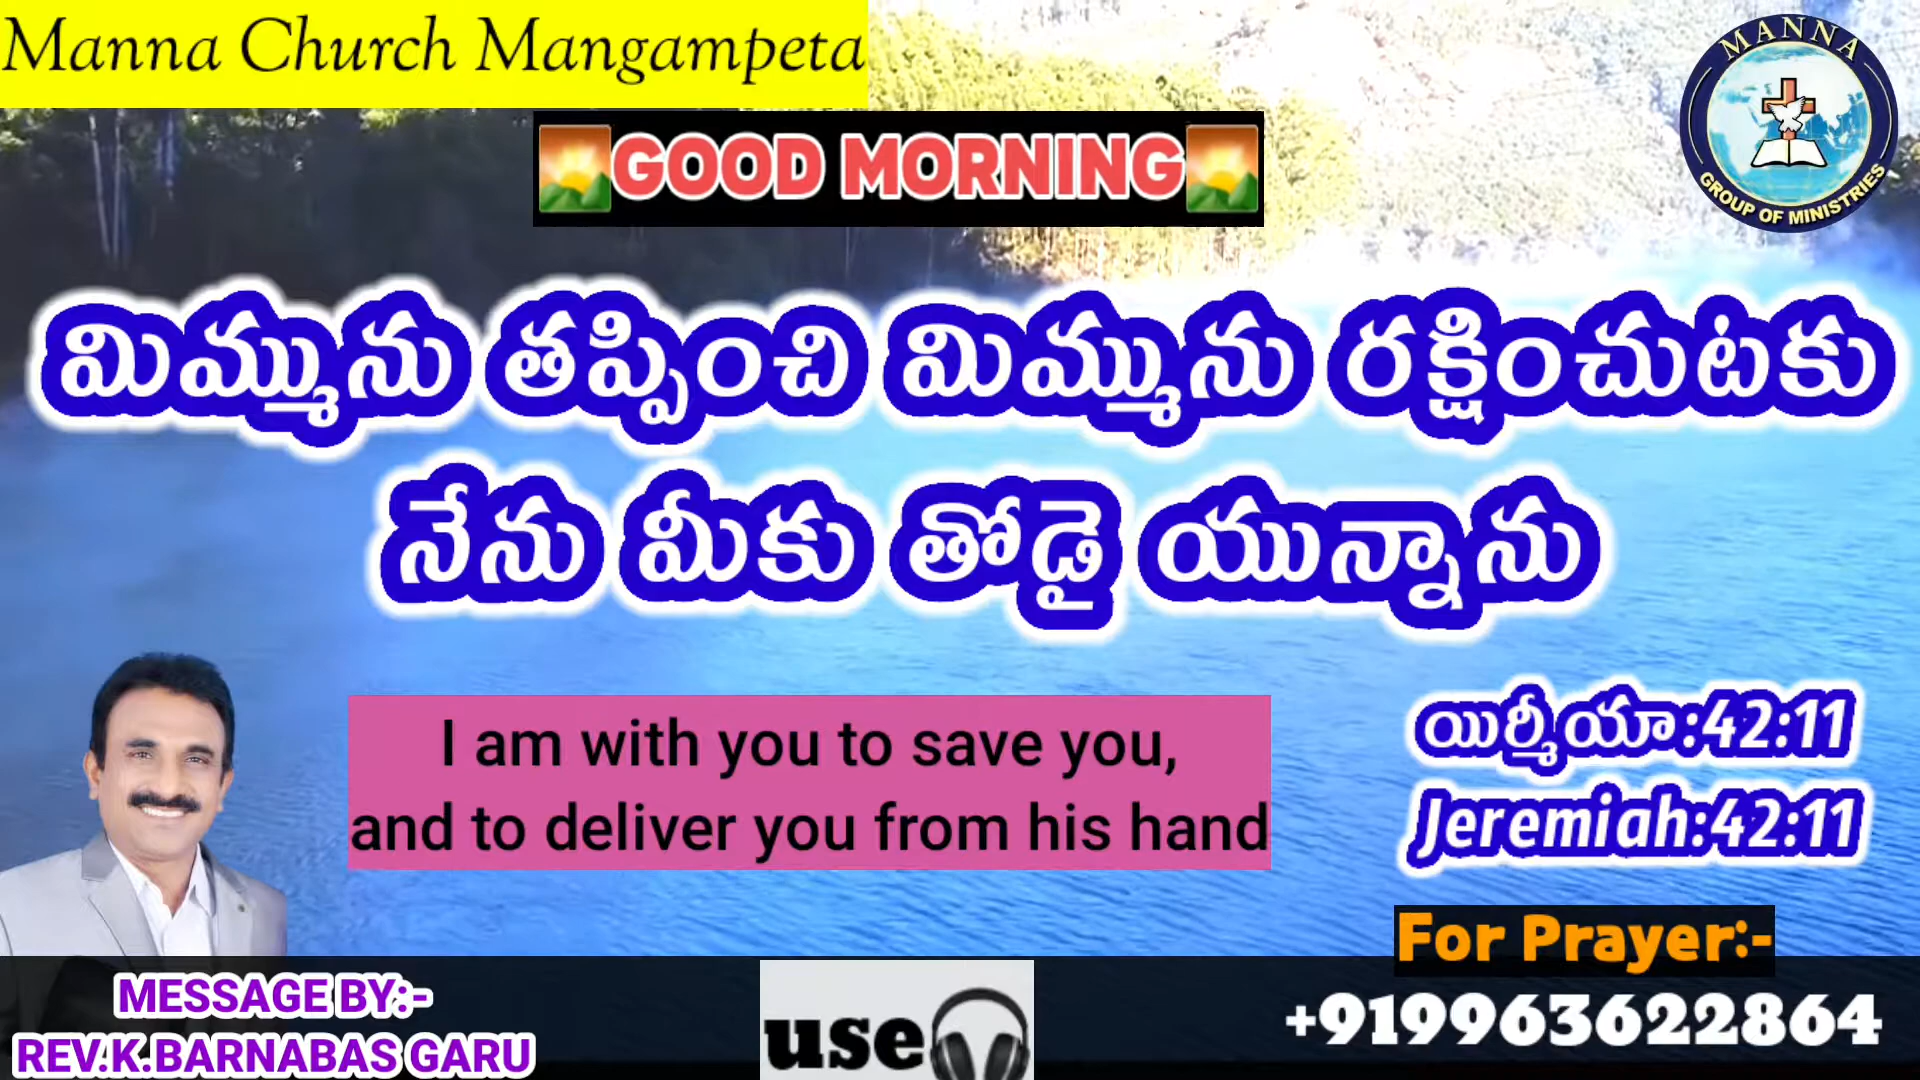 Manna Church Mangampeta
MANNA
GROUP OF MINISTRIES
GOOD MORNING
మిమ్మును తప్పించి మిమ్మును రక్షించుటకు
నేను మీకు తోడై యున్నాను
I am with you to save you,
and to deliver you from his hand
యిర్మీయా:42:11
Jeremiah:42:11
For Prayer:-
+919963622864
MESSAGE BY:-
REV.K.BARNABAS GARU
use